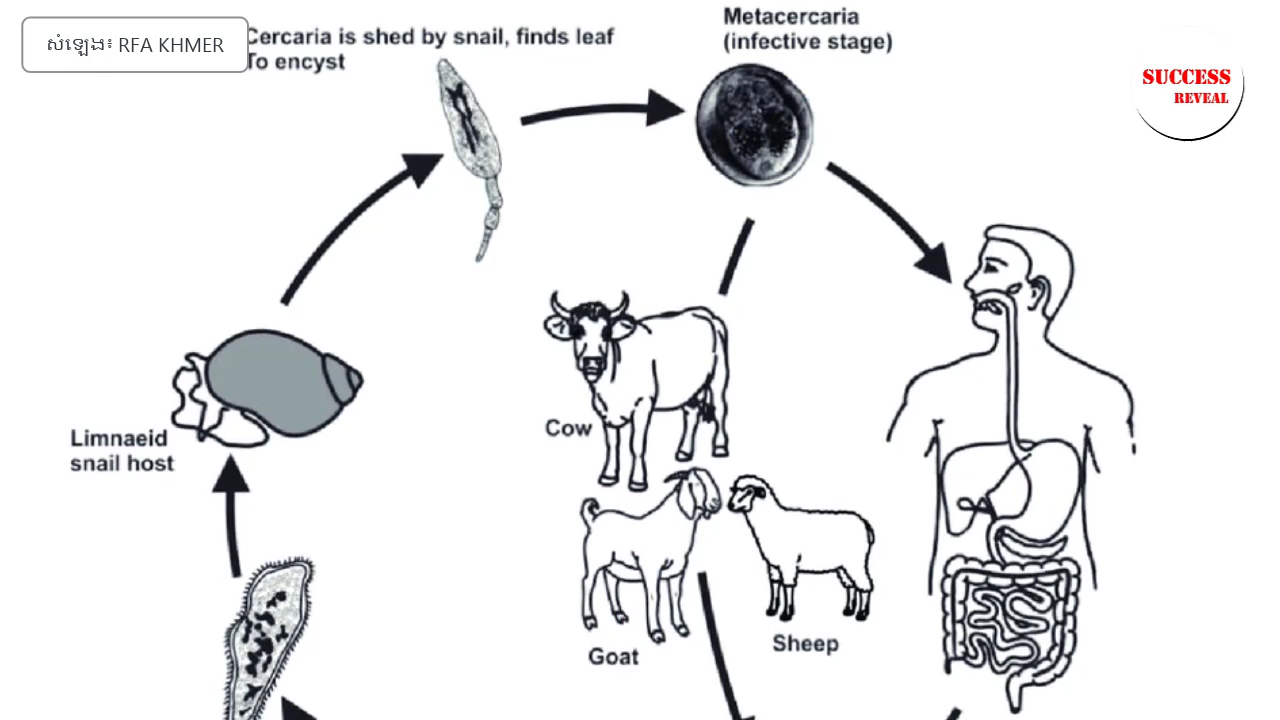 សំឡេង៖ RFA KHMER
Cercaria is shed by snail, finds leaf
To encyst
Metacercaria
(infective stage)
SUCCESS
REVEAL
Cow
Limnaeid
snail host
Goat
Sheep